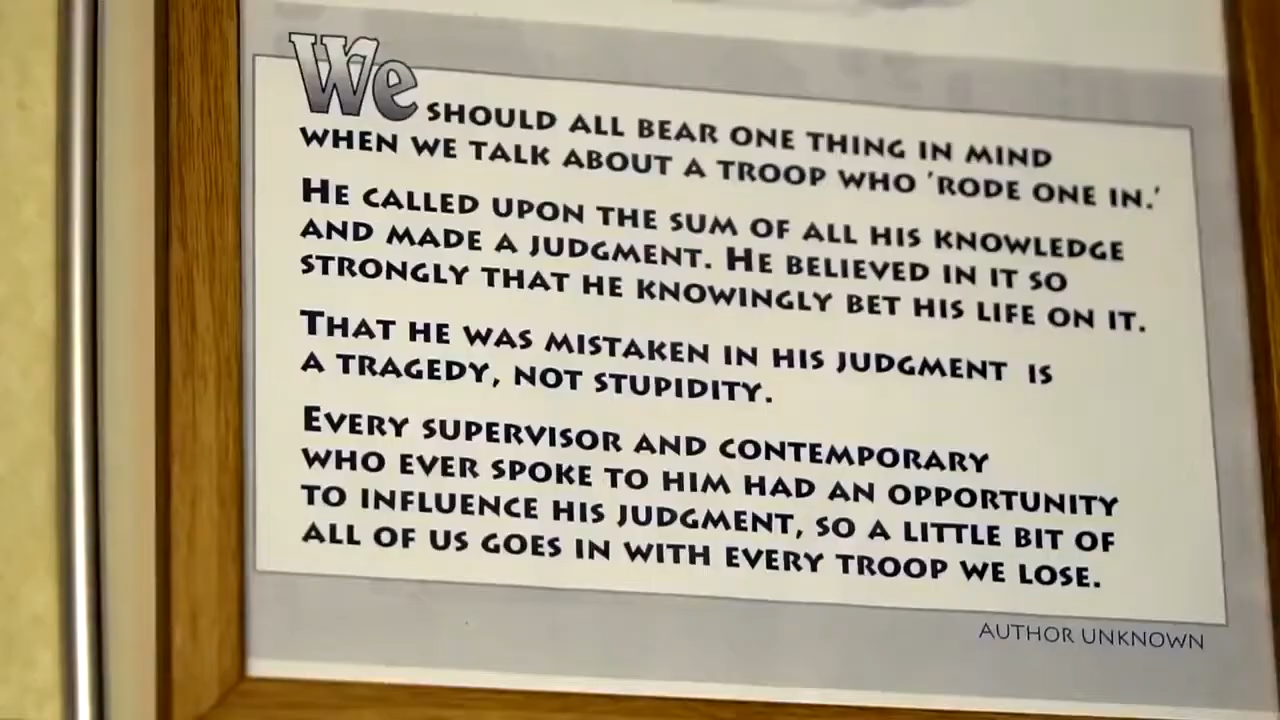 We SHOULD ALL BEAR ONE THING IN MIND
WHEN WE TALK ABOUT A TROOP WHO 'RODE ONE IN.'
HE CALLED UPON THE SUM OF ALL HIS KNOWLEDGE
AND MADE A JUDGMENT. HE BELIEVED IN IT SO
STRONGLY THAT HE KNOWINGLY BET HIS LIFE ON IT.
THAT HE WAS MISTAKEN IN HIS JUDGMENT IS
A TRAGEDY, NOT STUPIDITY.
EVERY SUPERVISOR AND CONTEMPORARY
WHO EVER SPOKE TO HIM HAD AN OPPORTUNITY
TO INFLUENCE HIS JUDGMENT, SO A LITTLE BIT OF
ALL OF US GOES IN WITH EVERY TROOP WE LOSE.
AUTHOR UNKNOWN